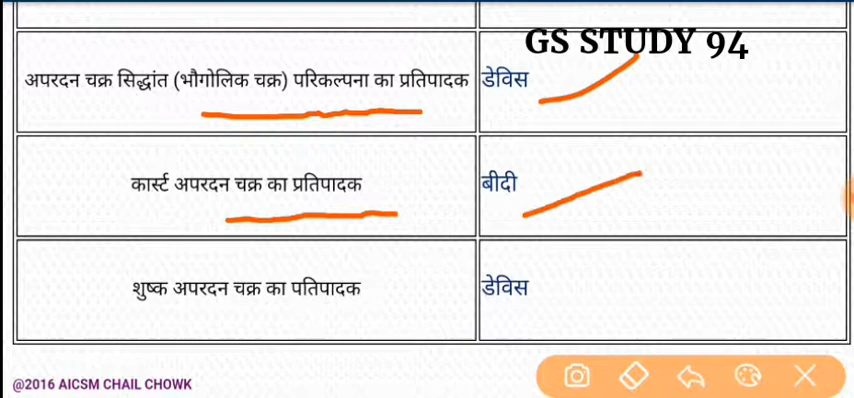 GS STUDY 94
अपरदन चक्र सिद्धांत (भौगोलिक चक्र) परिकल्पना का प्रतिपादक डेविस
कार्स्ट अपरदन चक्र का प्रतिपादक बीदी
शुष्क अपरदन चक्र का पतिपादक डेविस
@2016 AICSM CHAIL CHOWK